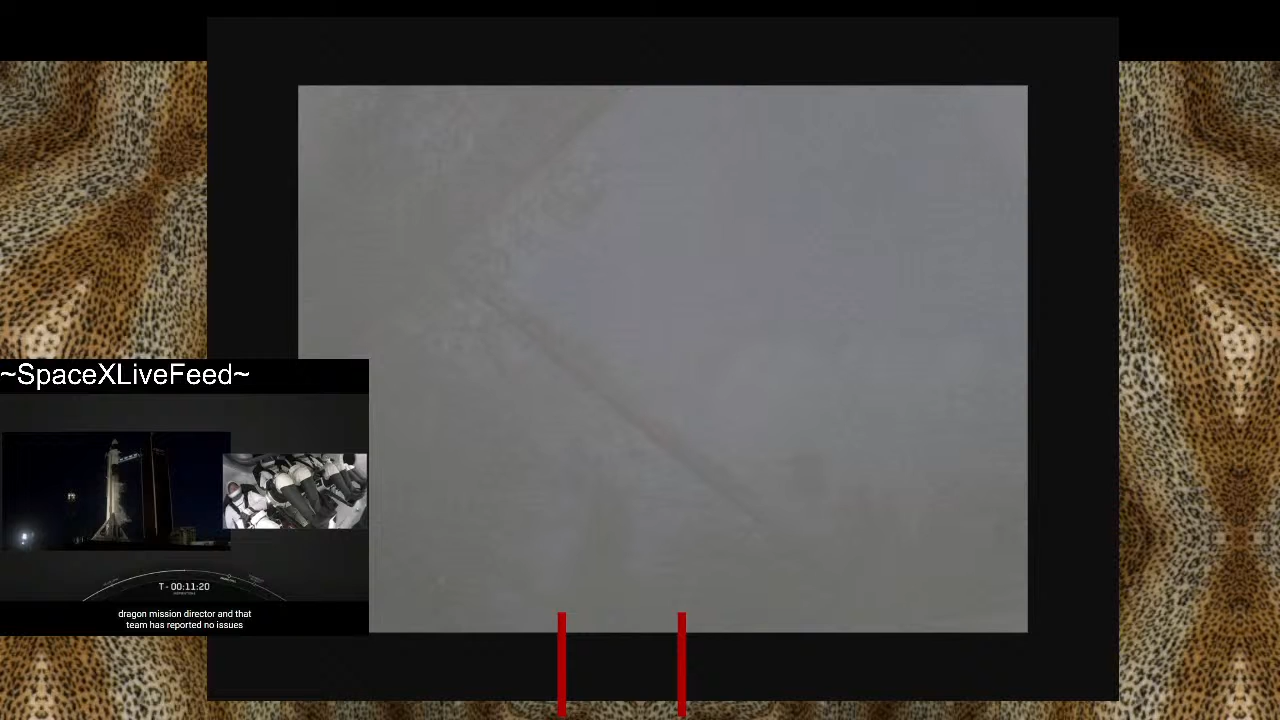 ~SpaceXLiveFeed~
T - 00:11:20
dragon mission director and that
team has reported no issues